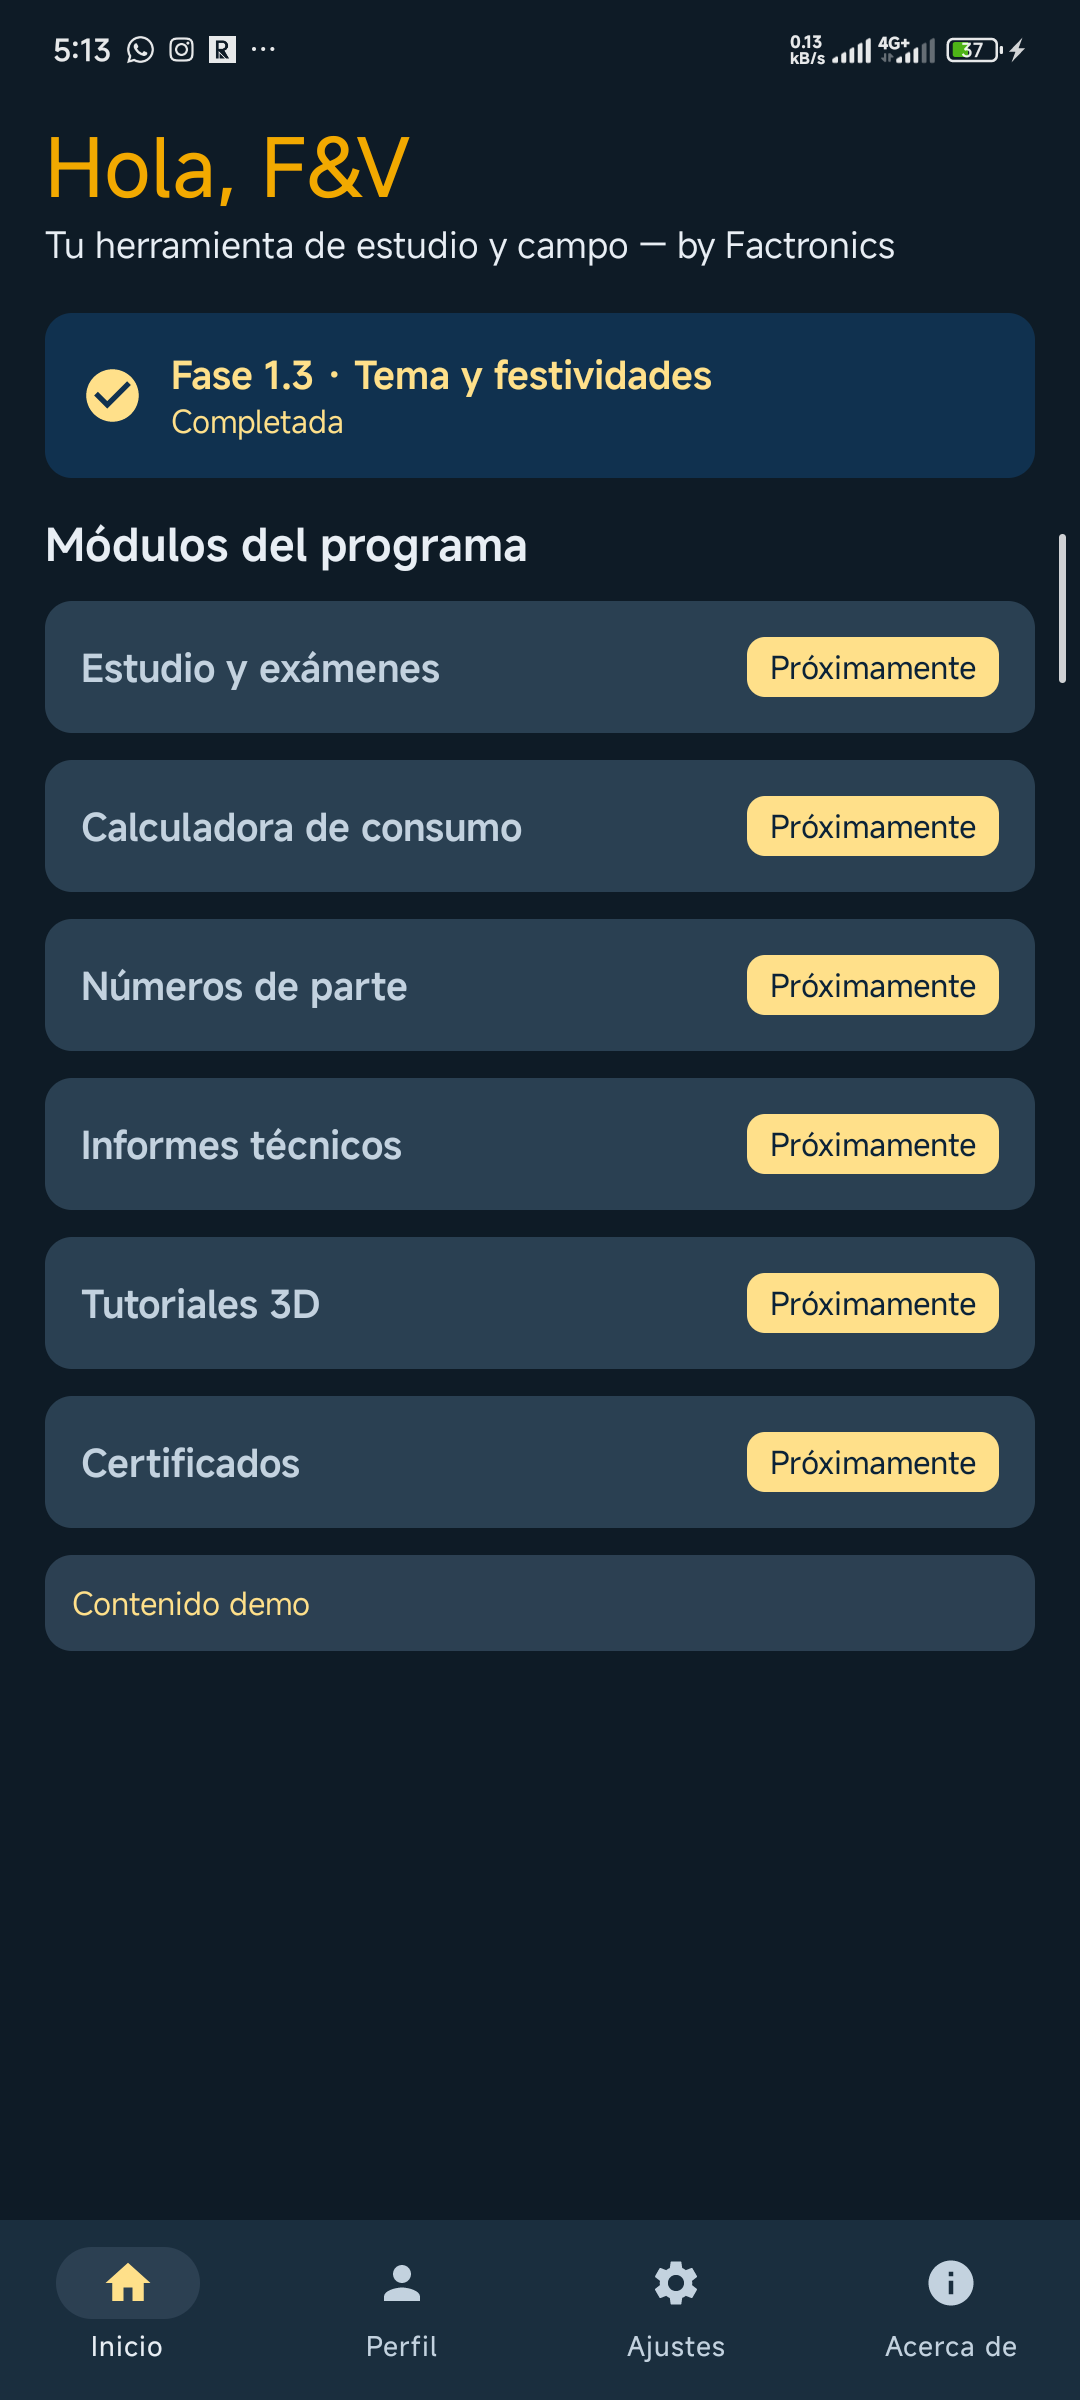 5:13
0.13 kB/s 4G+ 37
Hola, F&V
Tu herramienta de estudio y campo — by Factronics
Fase 1.3 · Tema y festividades
Completada
Módulos del programa
Estudio y exámenes Próximamente
Calculadora de consumo Próximamente
Números de parte Próximamente
Informes técnicos Próximamente
Tutoriales 3D Próximamente
Certificados Próximamente
Contenido demo
Inicio Perfil Ajustes Acerca de